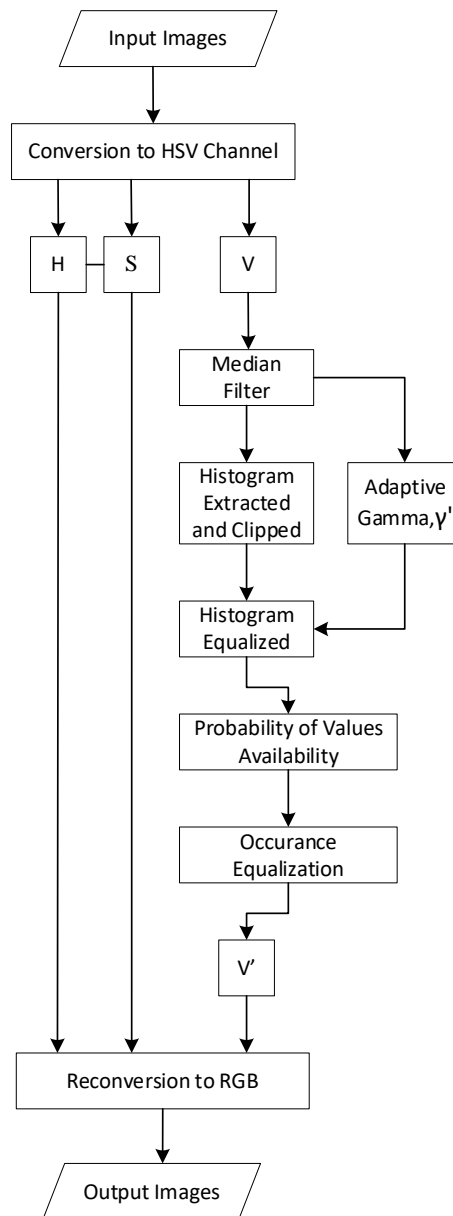 Input Images
Conversion to HSV Channel
H
S
V
Median
Filter
Histogram
Extracted
and Clipped
Adaptive
Gamma,γ'
Histogram
Equalized
Probability of Values
Availability
Occurance
Equalization
V’
Reconversion to RGB
Output Images